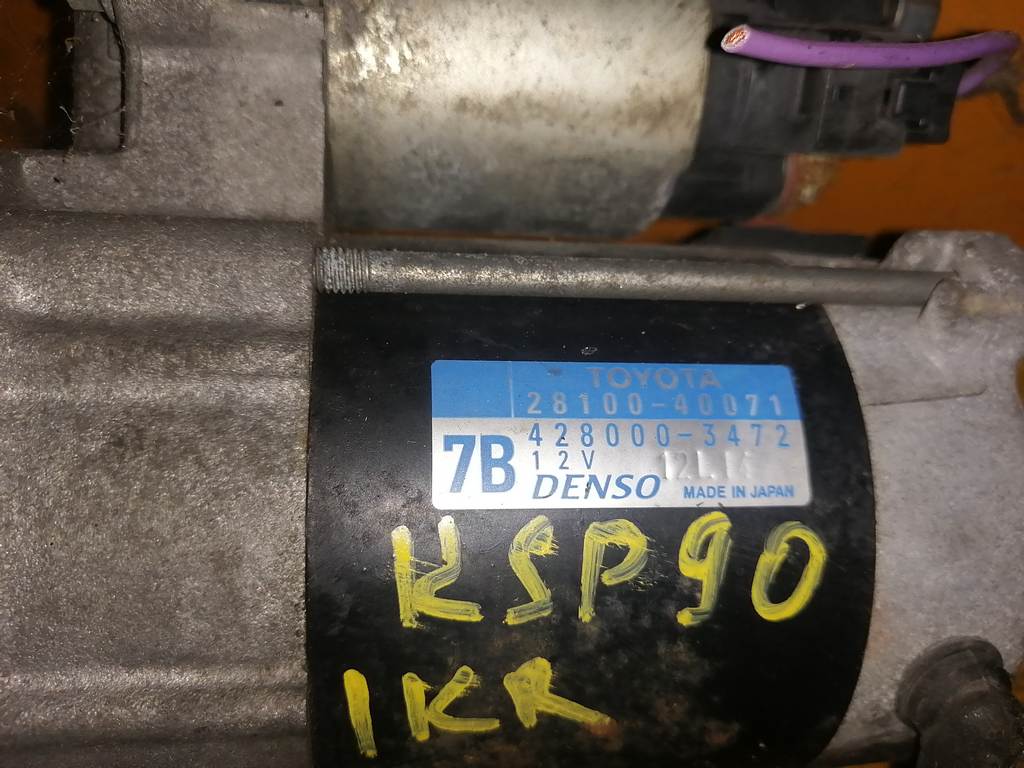 TOYOTA
28100-40071
428000-3472
7B
12V
DENSO MADE IN JAPAN
KSP90
1KR